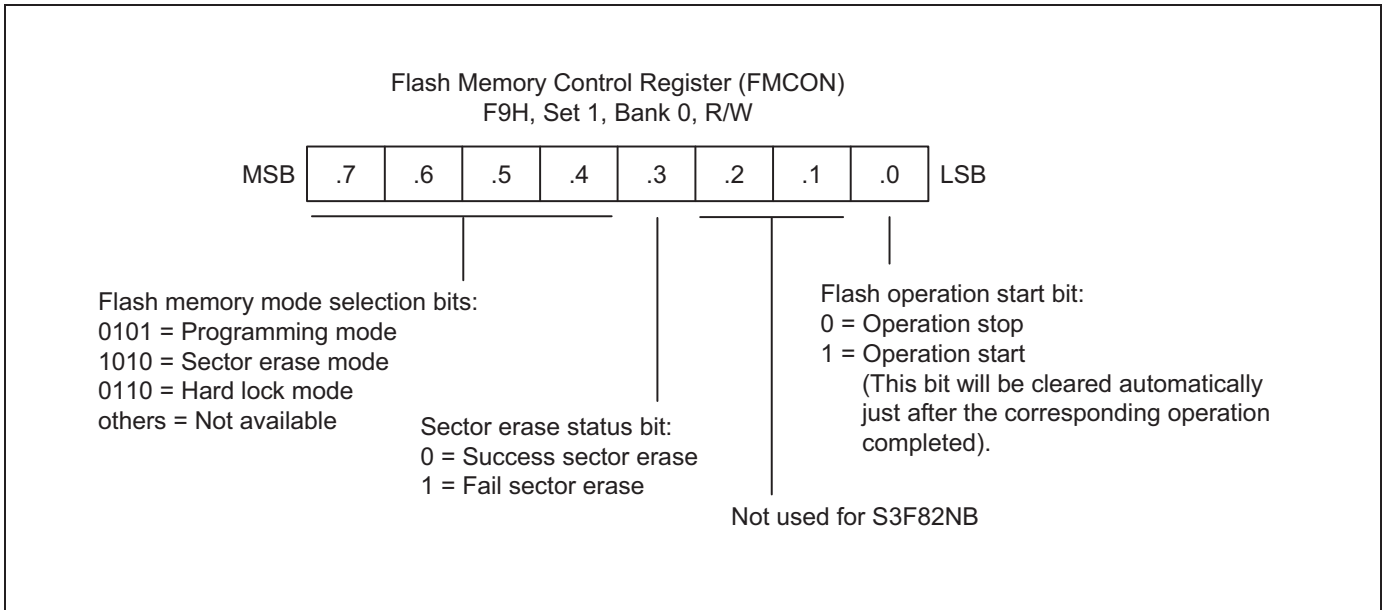 Flash Memory Control Register (FMCON)
F9H, Set 1, Bank 0, R/W
MSB .7 .6 .5 .4 .3 .2 .1 .0 LSB
Flash memory mode selection bits:
0101 = Programming mode
1010 = Sector erase mode
0110 = Hard lock mode
others = Not available
Sector erase status bit:
0 = Success sector erase
1 = Fail sector erase
Not used for S3F82NB
Flash operation start bit:
0 = Operation stop
1 = Operation start
(This bit will be cleared automatically
just after the corresponding operation
completed).